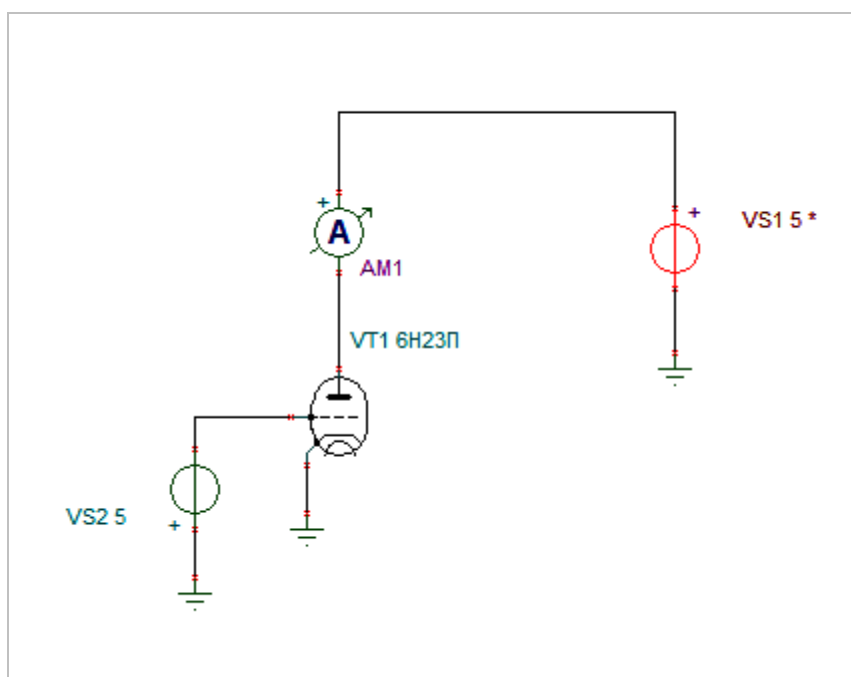 +
A
AM1
+
VS1 5 *
VT1 6Н23П
VS2 5
+